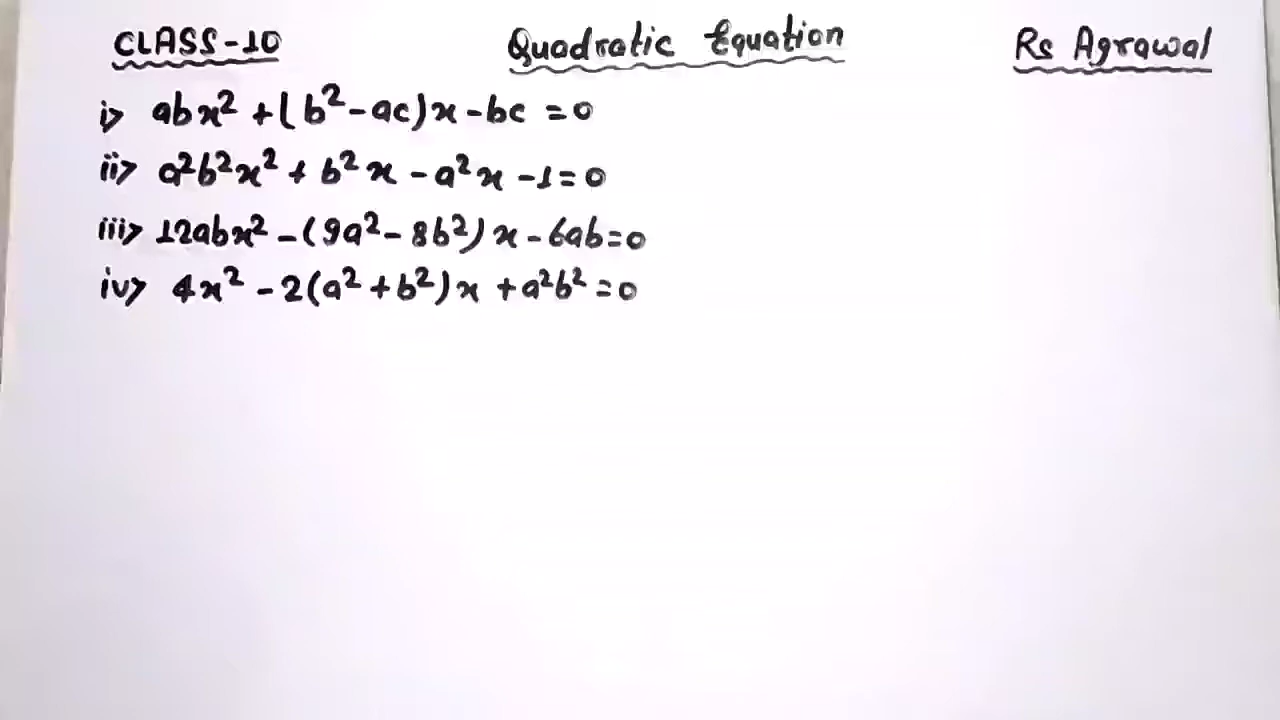 CLASS-10 Quadratic Equation Rs Agrawal
i> abx² + (b² - ac)x - bc = 0
ii> a²b²x² + b²x - a²x - 1 = 0
iii> 12abx² - (9a² - 8b²)x - 6ab = 0
iv> 4x² - 2(a² + b²)x + a²b² = 0